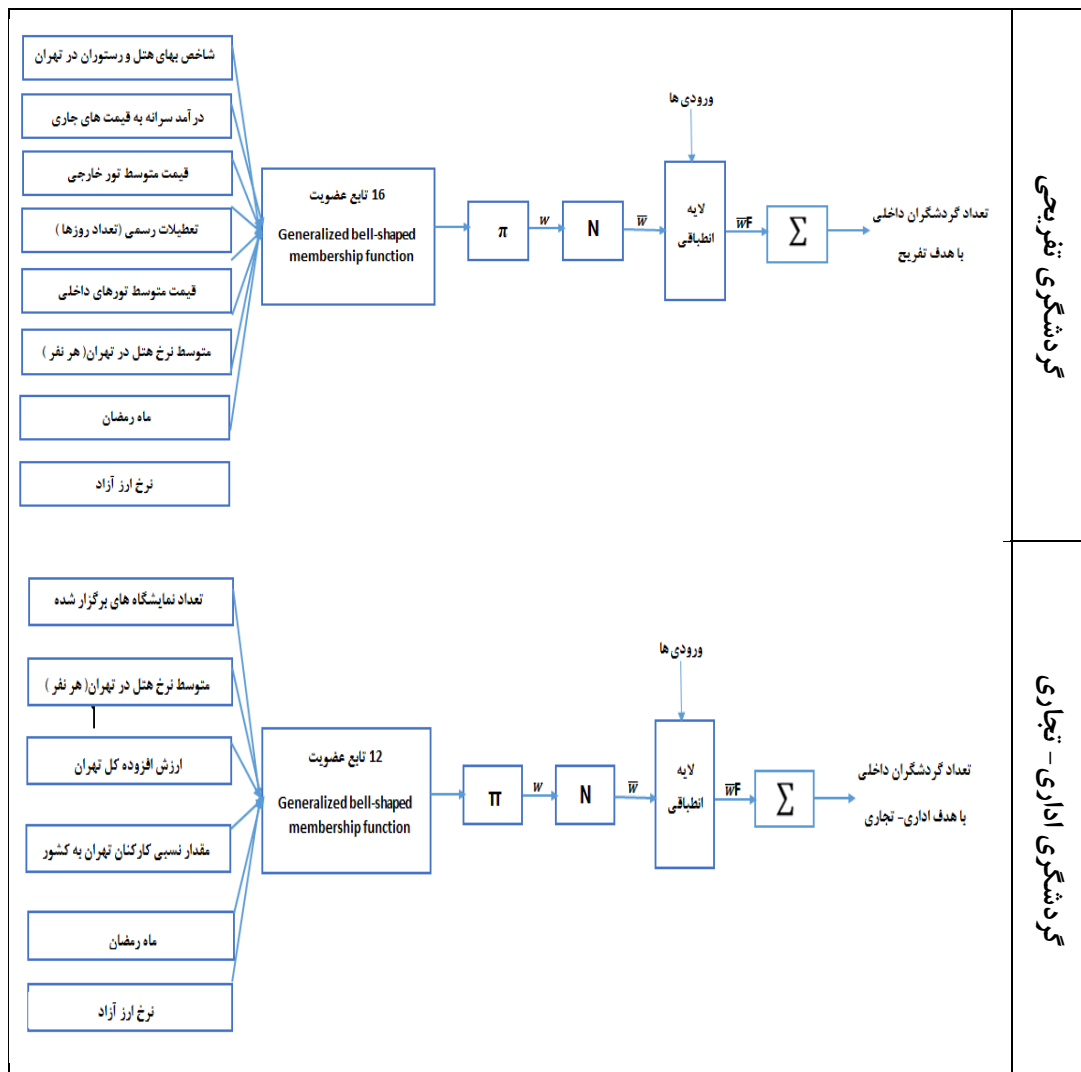 گردشگری تفریحی
شاخص بهای هتل و رستوران در تهران
درآمد سرانه به قیمت های جاری
قیمت متوسط تور خارجی
تعطیلات رسمی (تعداد روزها )
قیمت متوسط تورهای داخلی
متوسط نرخ هتل در تهران( هر نفر )
ماه رمضان
نرخ ارز آزاد
16 تابع عضویت
Generalized bell-shaped
membership function
π
w
N
w̅
ورودی ها
لایه
انطباقی
w̅F
∑
تعداد گردشگران داخلی
با هدف تفریح
گردشگری اداری- تجاری
تعداد نمایشگاه های برگزار شده
متوسط نرخ هتل در تهران( هر نفر )
ارزش افزوده کل تهران
مقدار نسبی کارکنان تهران به کشور
ماه رمضان
نرخ ارز آزاد
12 تابع عضویت
Generalized bell-shaped
membership function
π
w
N
w̅
ورودی ها
لایه
انطباقی
w̅F
∑
تعداد گردشگران داخلی
با هدف اداری- تجاری